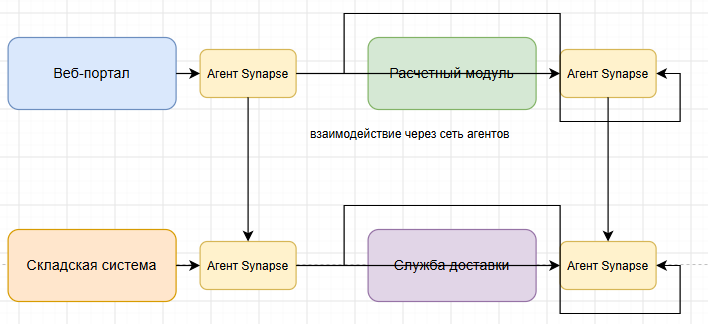 Веб-портал
Агент Synapse
Расчетный модуль
Агент Synapse
взаимодействие через сеть агентов
Складская система
Агент Synapse
Служба доставки
Агент Synapse